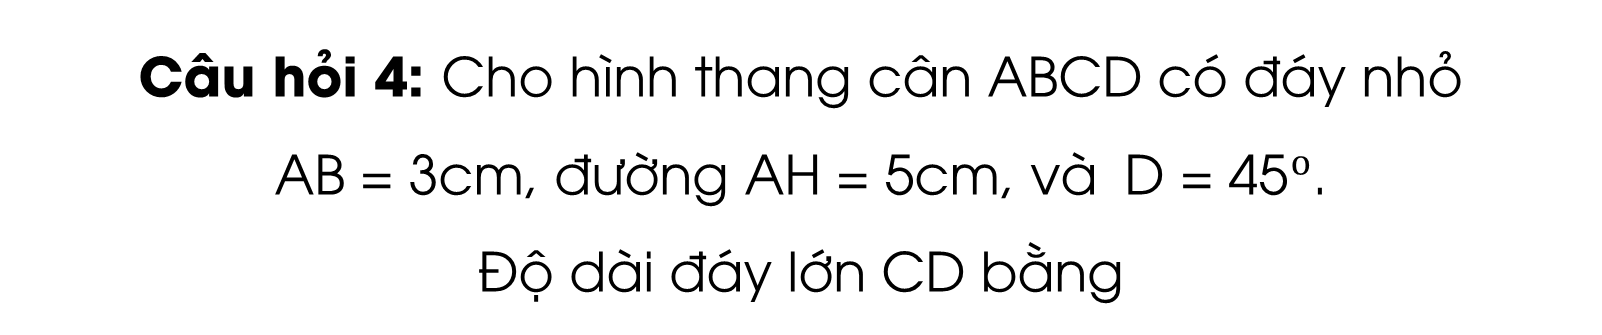 Câu hỏi 4: Cho hình thang cân ABCD có đáy nhỏ
AB = 3cm, đường AH = 5cm, và D = 45⁰.
Độ dài đáy lớn CD bằng